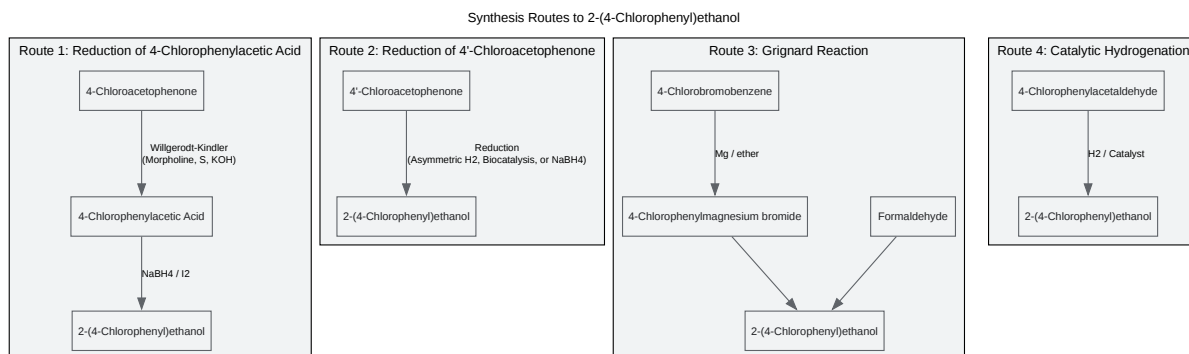 Synthesis Routes to 2-(4-Chlorophenyl)ethanol
Route 1: Reduction of 4-Chlorophenylacetic Acid
4-Chloroacetophenone
Willgerodt-Kindler
(Morpholine, S, KOH)
4-Chlorophenylacetic Acid
NaBH4 / I2
2-(4-Chlorophenyl)ethanol
Route 2: Reduction of 4'-Chloroacetophenone
4'-Chloroacetophenone
Reduction
(Asymmetric H2, Biocatalysis, or NaBH4)
2-(4-Chlorophenyl)ethanol
Route 3: Grignard Reaction
4-Chlorobromobenzene
Mg / ether
4-Chlorophenylmagnesium bromide
Formaldehyde
2-(4-Chlorophenyl)ethanol
Route 4: Catalytic Hydrogenation
4-Chlorophenylacetaldehyde
H2 / Catalyst
2-(4-Chlorophenyl)ethanol